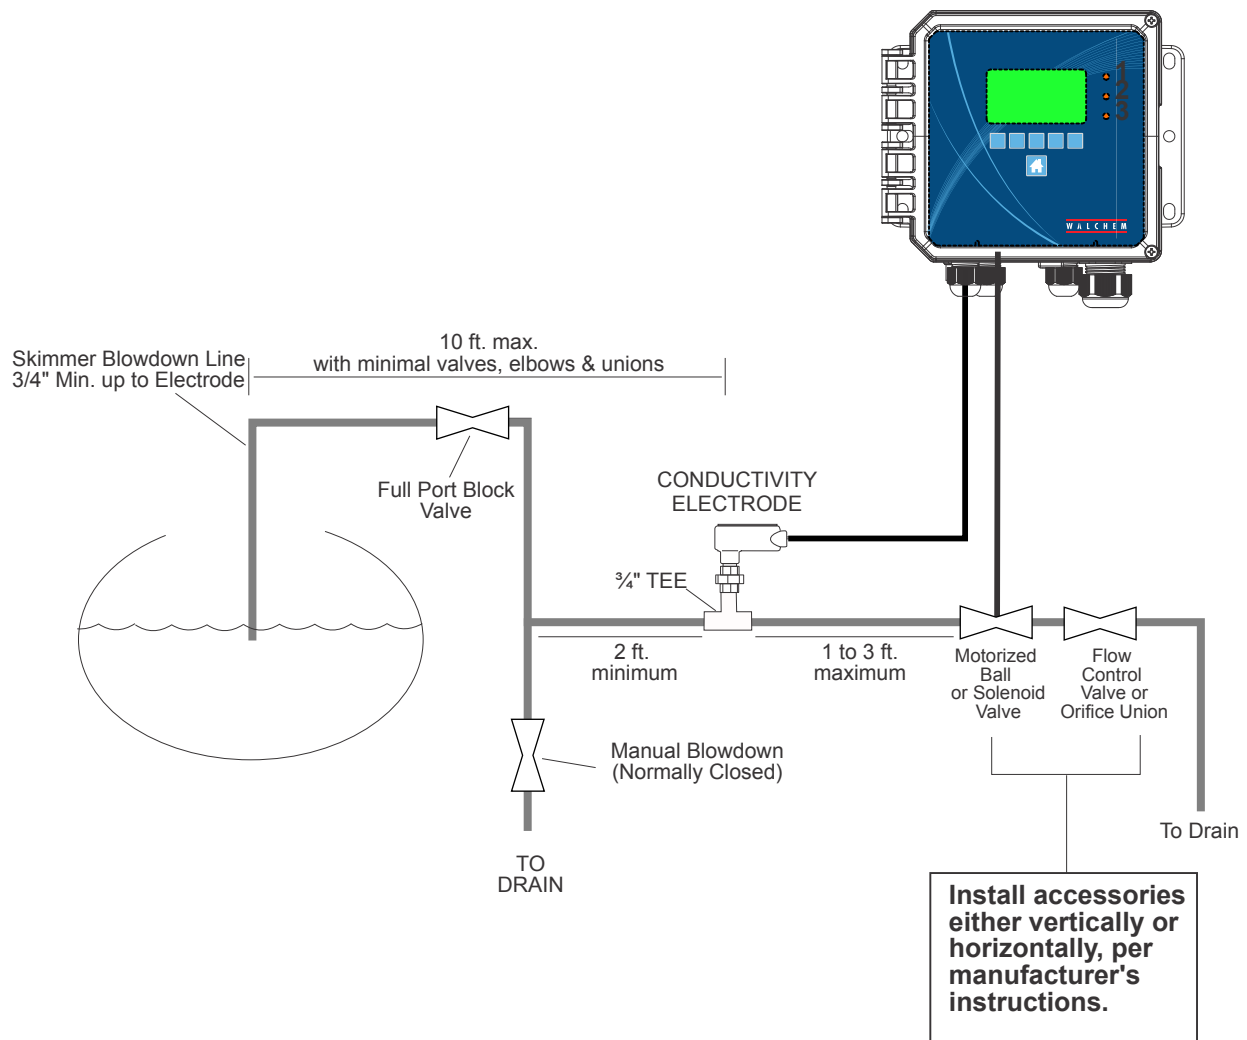 1
2
3
WALCHEM
10 ft. max.
with minimal valves, elbows & unions
Skimmer Blowdown Line
3/4" Min. up to Electrode
Full Port Block
Valve
CONDUCTIVITY
ELECTRODE
¾" TEE
2 ft.
minimum
1 to 3 ft.
maximum
Motorized
Ball
or Solenoid
Valve
Flow
Control
Valve or
Orifice Union
Manual Blowdown
(Normally Closed)
To Drain
TO
DRAIN
Install accessories
either vertically or
horizontally, per
manufacturer's
instructions.